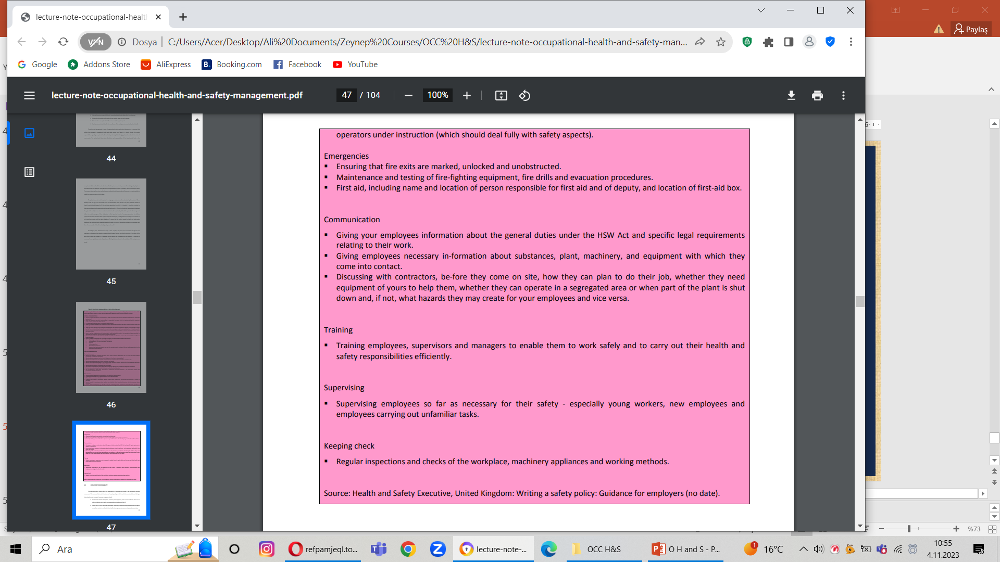 lecture-note-occupational-healt
Paylaş
VPN
Dosya
C:/Users/Acer/Desktop/Ali%20Documents/Zeynep%20Courses/OCC%20H&S/lecture-note-occupational-health-and-safety-man...
Google
Addons Store
AliExpress
B. Booking.com
Facebook
YouTube
lecture-note-occupational-health-and-safety-management.pdf
47 / 104
100%
44
45
46
47
operators under instruction (which should deal fully with safety aspects).
Emergencies
▪ Ensuring that fire exits are marked, unlocked and unobstructed.
▪ Maintenance and testing of fire-fighting equipment, fire drills and evacuation procedures.
▪ First aid, including name and location of person responsible for first aid and of deputy, and location of first-aid box.
Communication
▪ Giving your employees information about the general duties under the HSW Act and specific legal requirements
relating to their work.
▪ Giving employees necessary in-formation about substances, plant, machinery, and equipment with which they
come into contact.
▪ Discussing with contractors, be-fore they come on site, how they can plan to do their job, whether they need
equipment of yours to help them, whether they can operate in a segregated area or when part of the plant is shut
down and, if not, what hazards they may create for your employees and vice versa.
Training
▪ Training employees, supervisors and managers to enable them to work safely and to carry out their health and
safety responsibilities efficiently.
Supervising
▪ Supervising employees so far as necessary for their safety - especially young workers, new employees and
employees carrying out unfamiliar tasks.
Keeping check
▪ Regular inspections and checks of the workplace, machinery appliances and working methods.
Source: Health and Safety Executive, United Kingdom: Writing a safety policy: Guidance for employers (no date).
%73
Ara
refpamjeql.to...
lecture-note-...
OCC H&S
O H and S - P...
1
16°C
10:55
4.11.2023